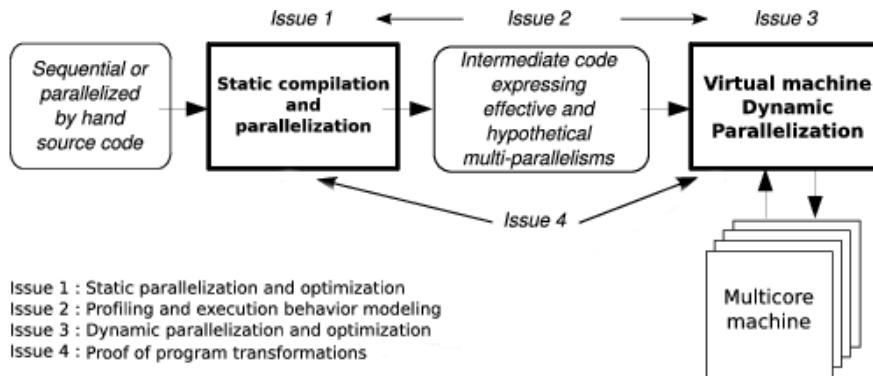 Issue 1
Issue 2
Issue 3
Sequential or
parallelized
by hand
source code
Static compilation
and
parallelization
Intermediate code
expressing
effective and
hypothetical
multi-parallelisms
Virtual machine
Dynamic
Parallelization
Issue 4
Issue 1 : Static parallelization and optimization
Issue 2 : Profiling and execution behavior modeling
Issue 3 : Dynamic parallelization and optimization
Issue 4 : Proof of program transformations
Multicore
machine